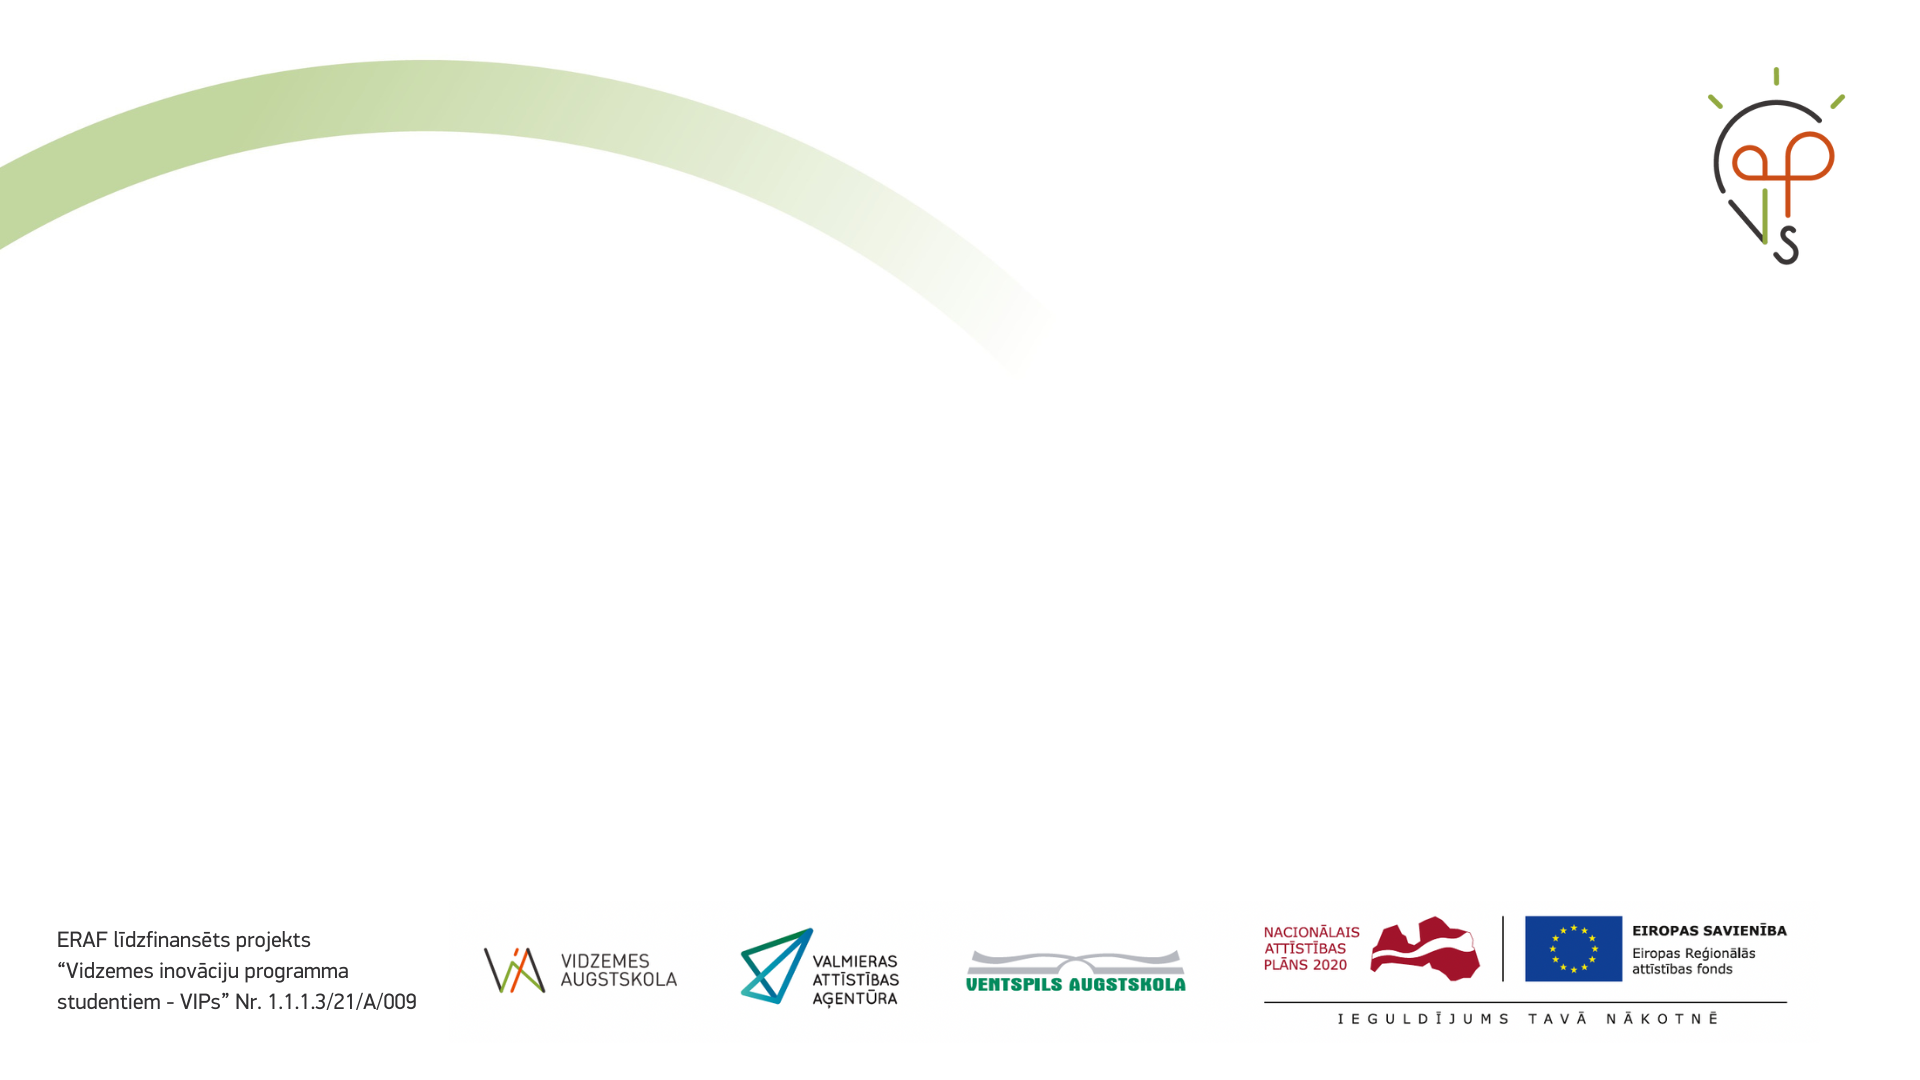 ERAF līdzfinansēts projekts
“Vidzemes inovāciju programma
studentiem - VIPs” Nr. 1.1.1.3/21/A/009
VIDZEMES
AUGSTSKOLA
VALMIERAS
ATTĪSTĪBAS
AĢENTŪRA
VENTSPILS AUGSTSKOLA
NACIONĀLAIS
ATTĪSTĪBAS
PLĀNS 2020
EIROPAS SAVIENĪBA
Eiropas Reģionālās
attīstības fonds
IEGULDĪJUMS TAVĀ NĀKOTNĒ